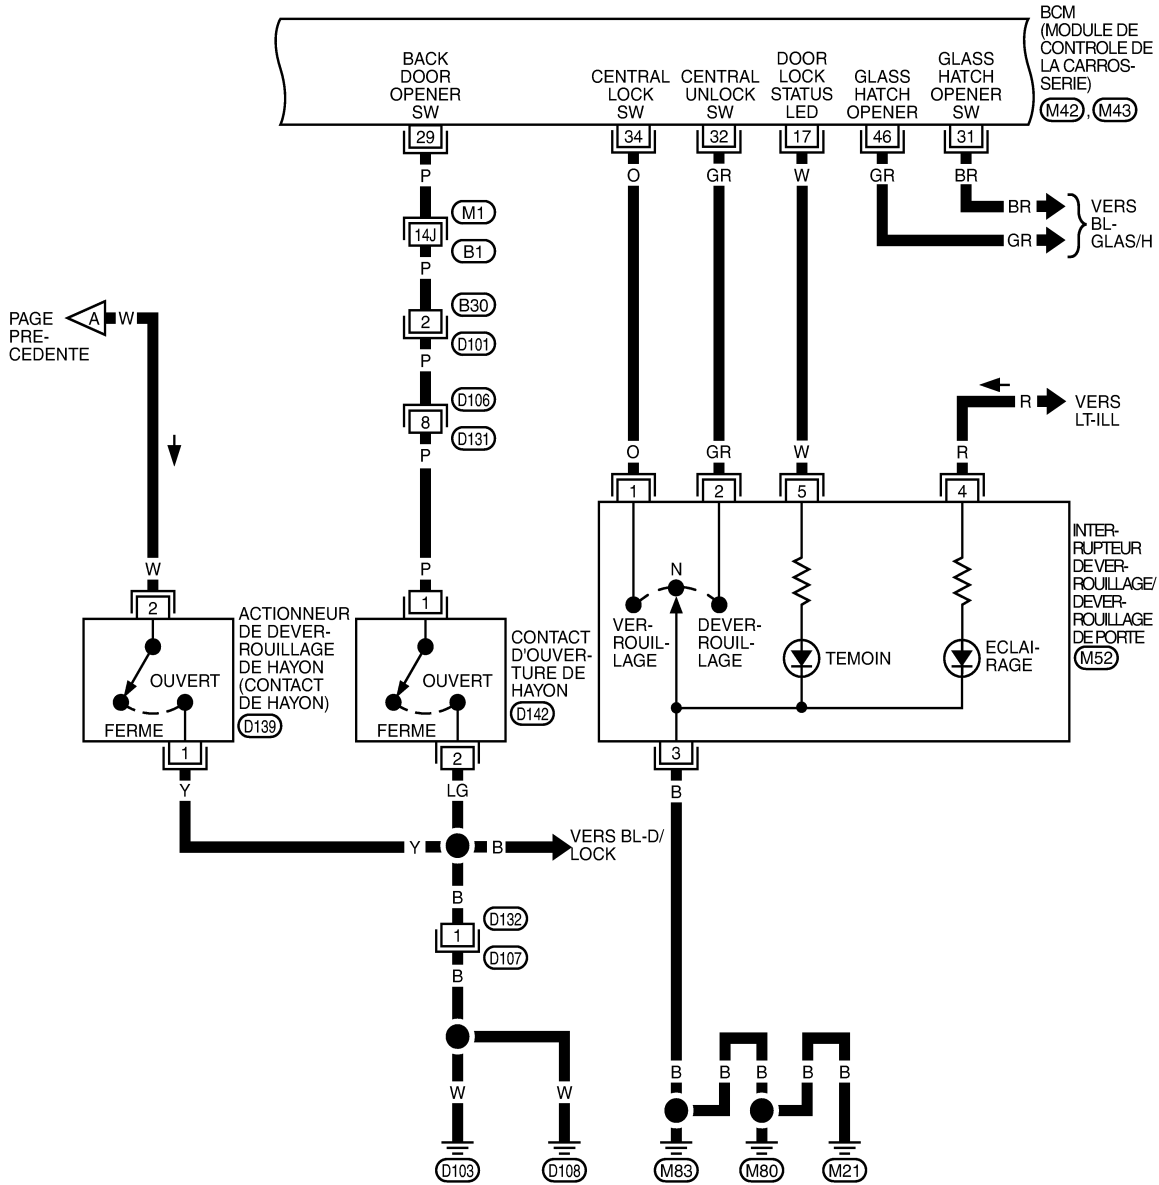 BCM
(MODULE DE
CONTROLE DE
LA CARROS-
SERIE)
M42 , M43
BACK
DOOR
OPENER
SW
CENTRAL
LOCK
SW
CENTRAL
UNLOCK
SW
DOOR
LOCK
STATUS
LED
GLASS
HATCH
OPENER
GLASS
HATCH
OPENER
SW
29 34 32 17 46 31
P O GR W GR BR
M1
14J
B1
P
BR
GR
VERS
BL-
GLAS/H
B30
2
D101
P
PAGE
PRE-
CEDENTE
A W
D106
8
D131
P
R
VERS
LT-ILL
O GR W R
1 2 5 4
W
2
P
1
ACTIONNEUR
DE DEVER-
ROUILLAGE
DE HAYON
(CONTACT
DE HAYON)
D139
OUVERT
FERME
1
Y
CONTACT
D'OUVER-
TURE DE
HAYON
D142
OUVERT
FERME
2
LG
N
VER-
ROUIL-
LAGE
DEVER-
ROUIL-
LAGE
TEMOIN
ECLAI-
RAGE
INTER-
RUPTEUR
DE VER-
ROUILLAGE/
DEVER-
ROUILLAGE
DE PORTE
M52
3
B
Y B
VERS BL-D/
LOCK
B
D132
1
D107
B
W W
B B B B B
D103 D108 M83 M80 M21